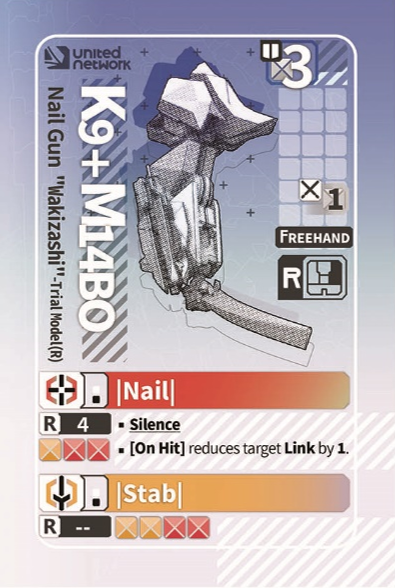 united
network
3
K9+M14B0
Nail Gun "Wakizashi"-Trial Model(R)
1
FREEHAND
R
|Nail|
R 4
▪ Silence
▪ [On Hit] reduces target Link by 1.
|Stab|
R --